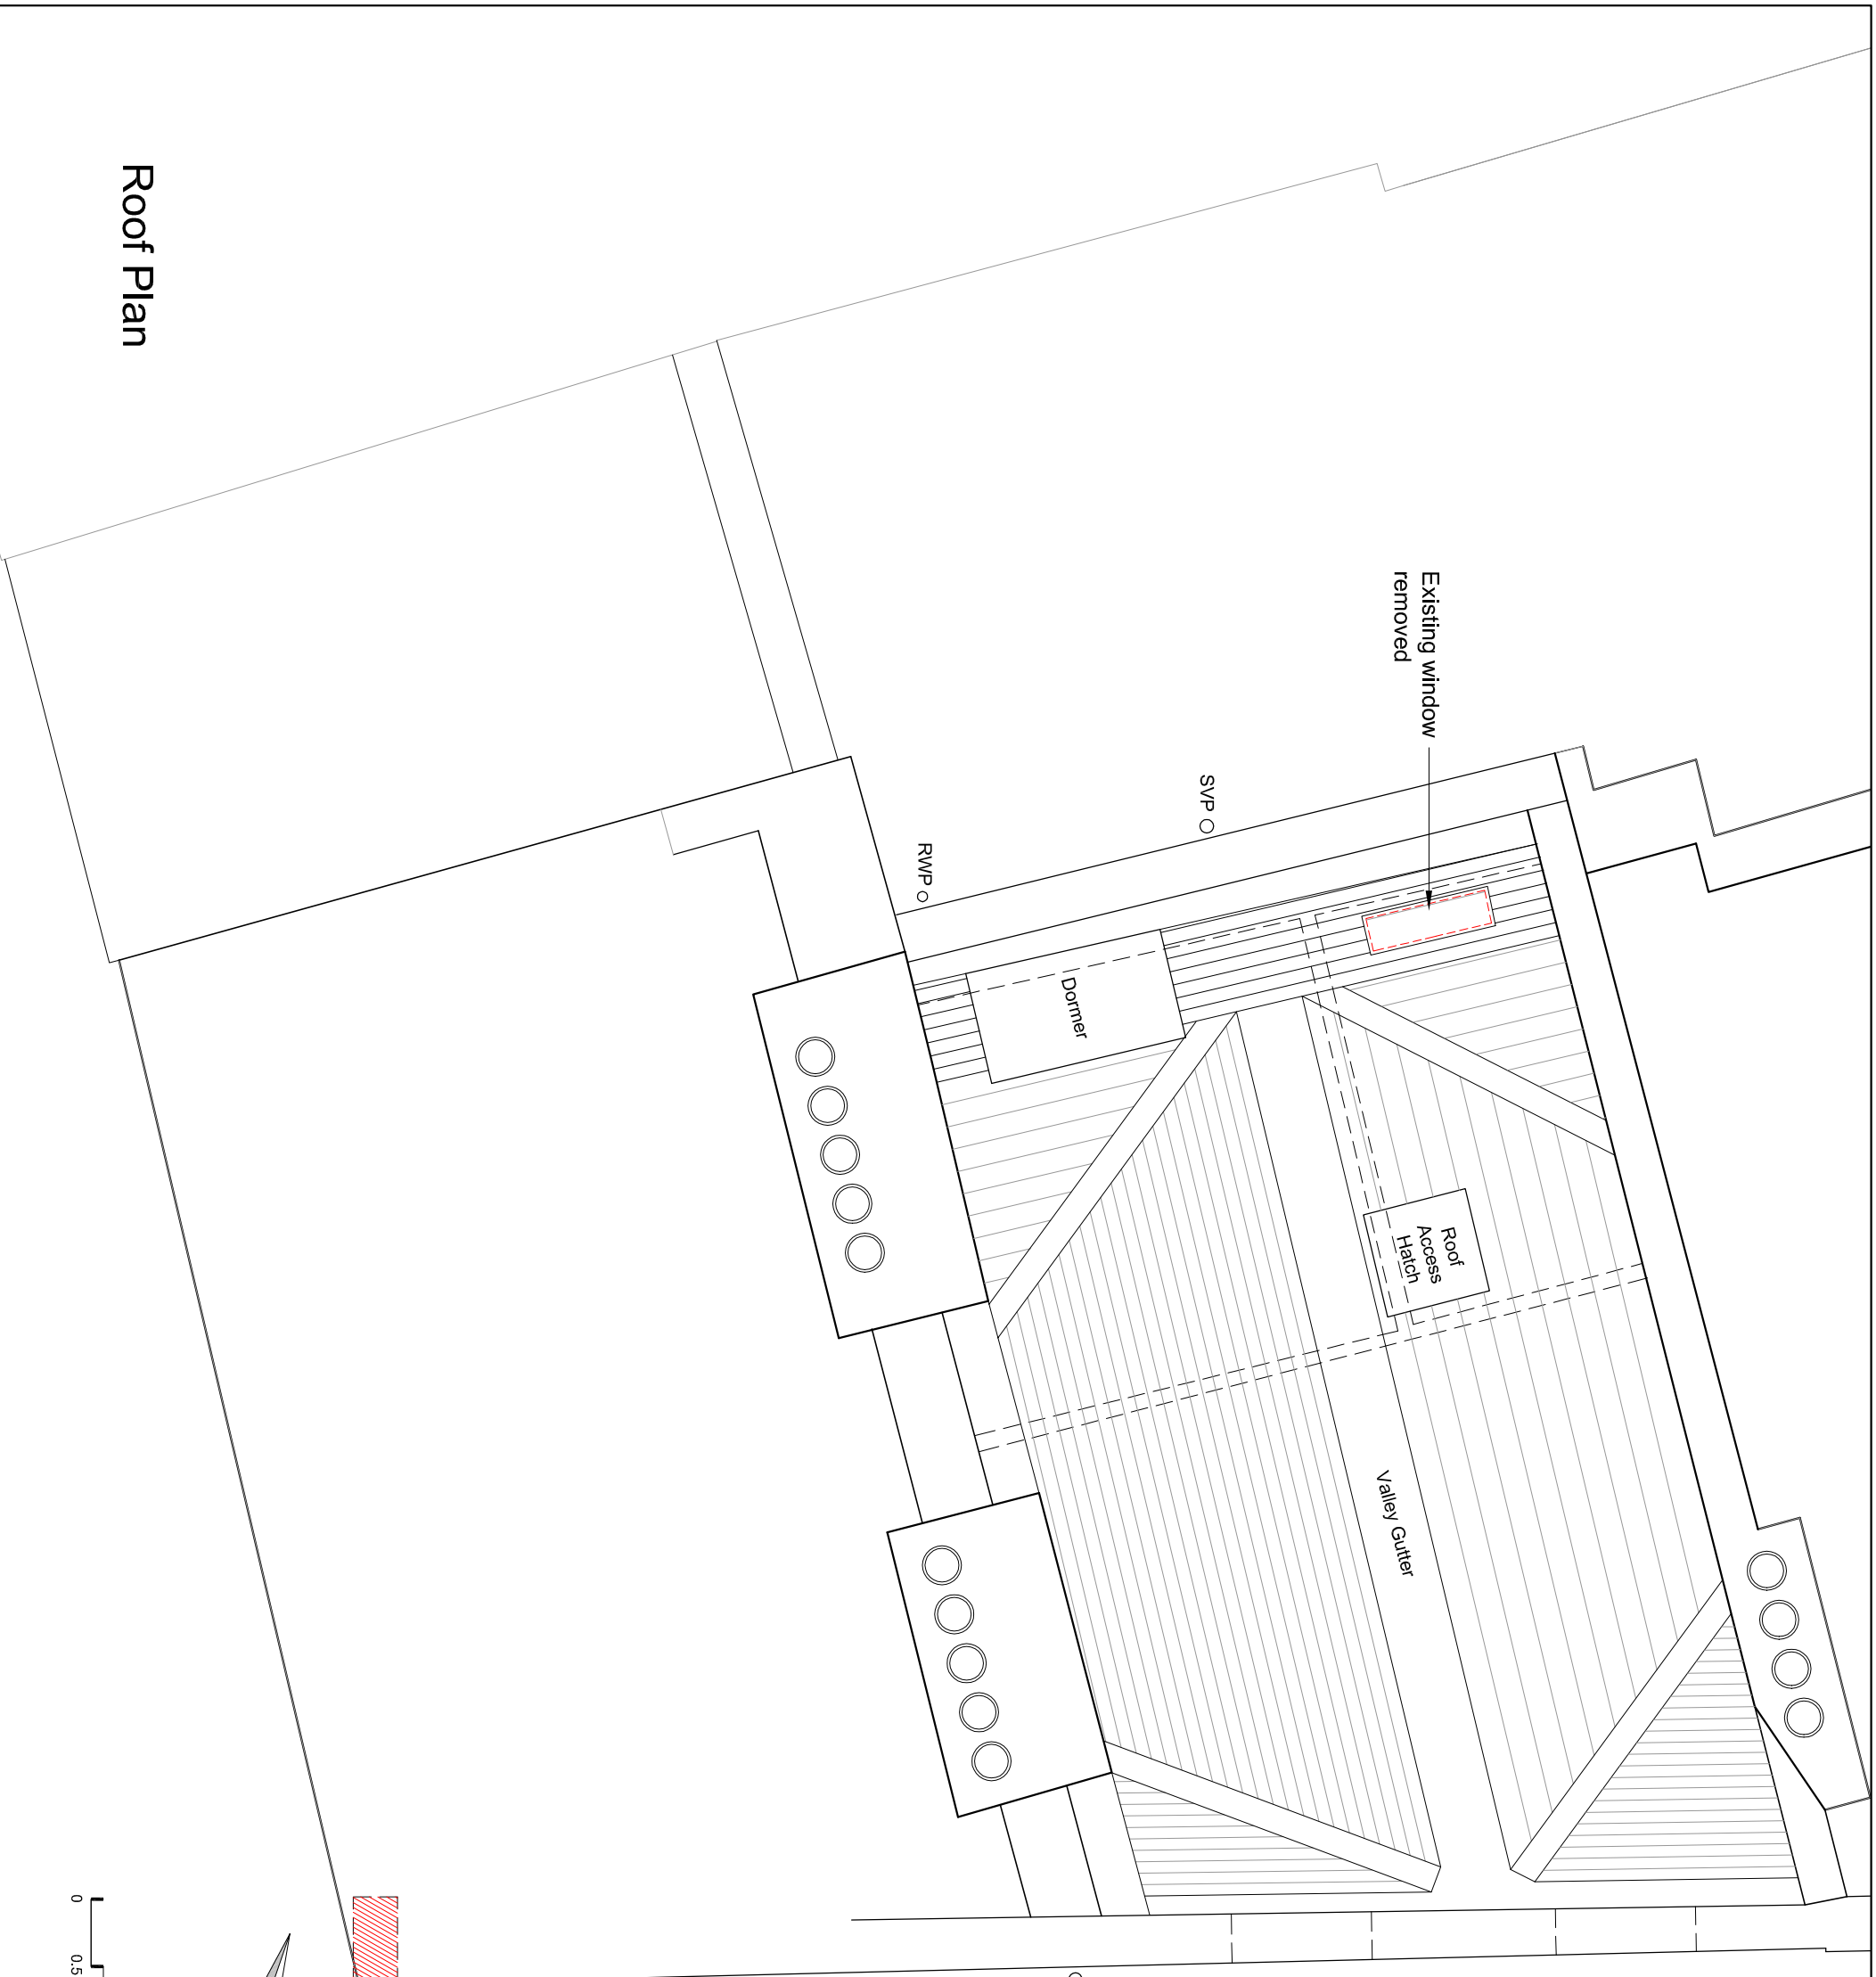 Existing window
removed
SVP
RWP
Dormer
Roof
Access
Hatch
Valley Gutter
Roof Plan
0
0.5